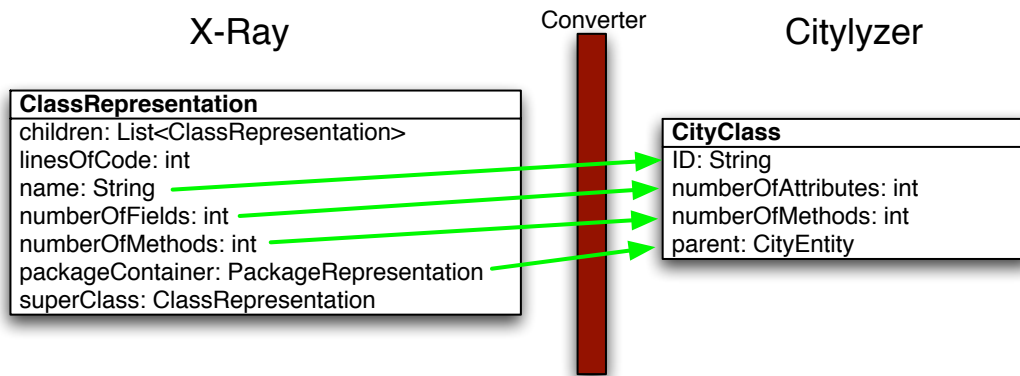 X-Ray
Converter
Citylyzer
ClassRepresentation
children: List<ClassRepresentation>
linesOfCode: int
name: String
numberOfFields: int
numberOfMethods: int
packageContainer: PackageRepresentation
superClass: ClassRepresentation
CityClass
ID: String
numberOfAttributes: int
numberOfMethods: int
parent: CityEntity